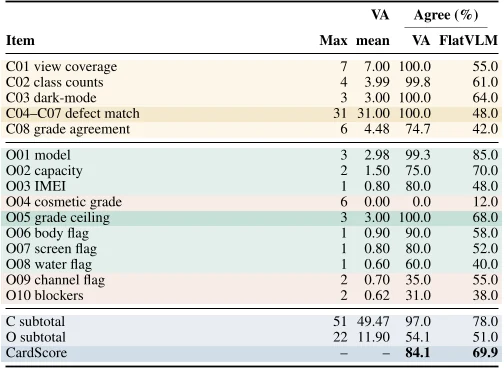 VA Agree (%)
Item Max mean VA FlatVLM
C01 view coverage 7 7.00 100.0 55.0
C02 class counts 4 3.99 99.8 61.0
C03 dark-mode 3 3.00 100.0 64.0
C04–C07 defect match 31 31.00 100.0 48.0
C08 grade agreement 6 4.48 74.7 42.0
O01 model 3 2.98 99.3 85.0
O02 capacity 2 1.50 75.0 70.0
O03 IMEI 1 0.80 80.0 48.0
O04 cosmetic grade 6 0.00 0.0 12.0
O05 grade ceiling 3 3.00 100.0 68.0
O06 body flag 1 0.90 90.0 58.0
O07 screen flag 1 0.80 80.0 52.0
O08 water flag 1 0.60 60.0 40.0
O09 channel flag 2 0.70 35.0 55.0
O10 blockers 2 0.62 31.0 38.0
C subtotal 51 49.47 97.0 78.0
O subtotal 22 11.90 54.1 51.0
CardScore – – 84.1 69.9